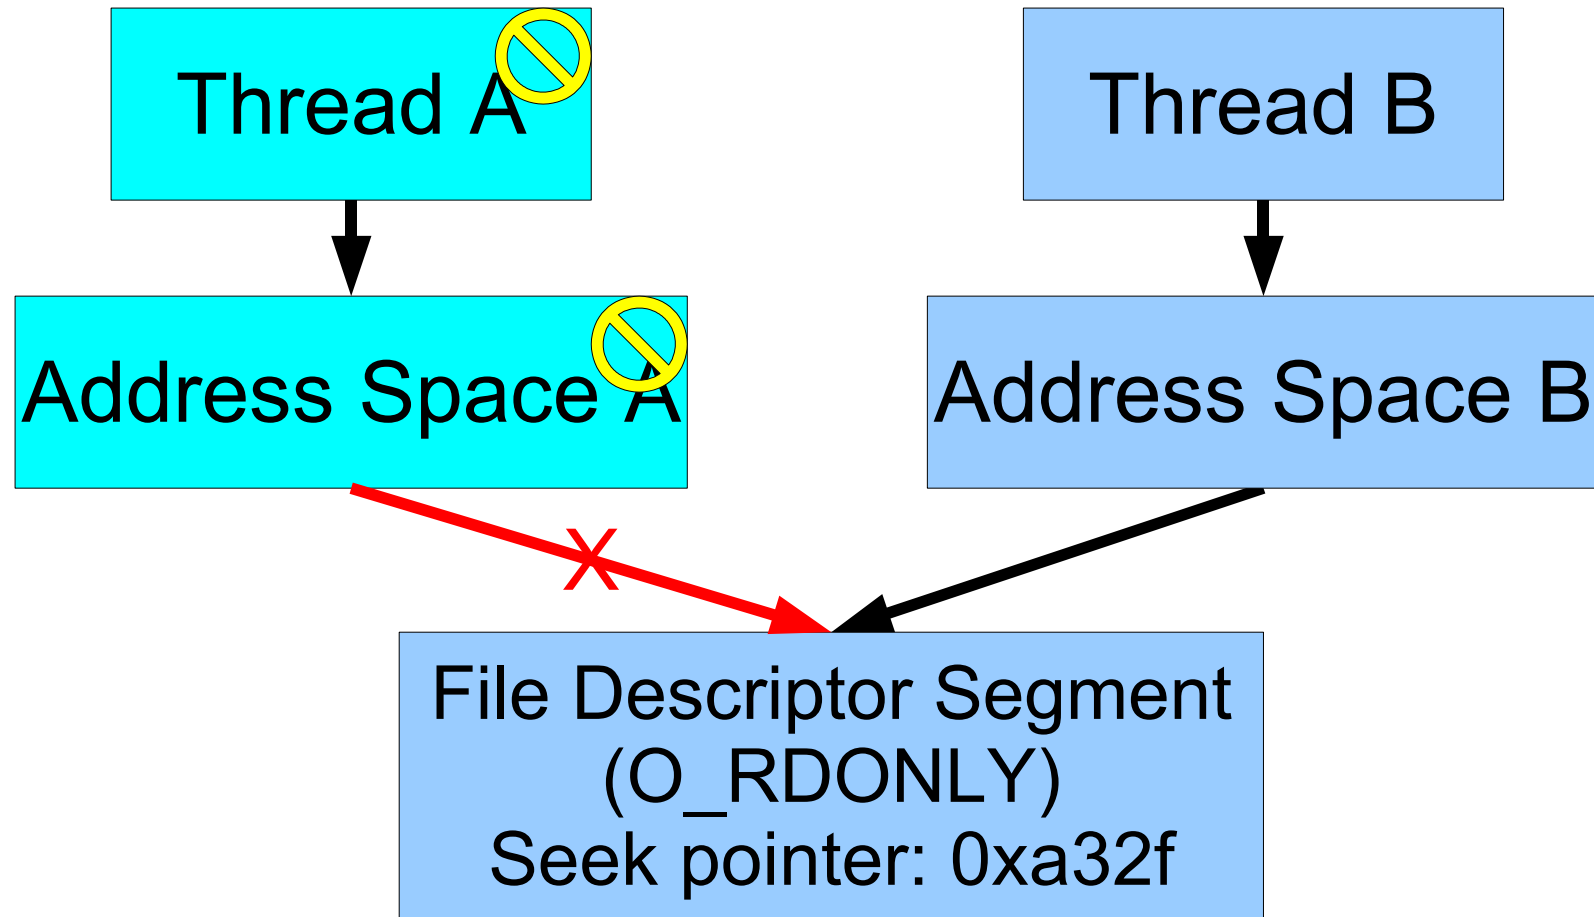 Thread A
Thread B
Address Space A
Address Space B
X
File Descriptor Segment
(O_RDONLY)
Seek pointer: 0xa32f